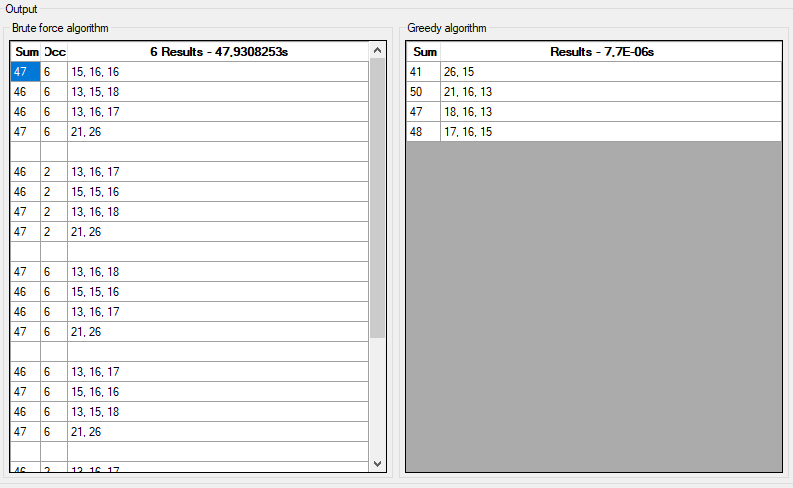 Output
Brute force algorithm
Sum Occ 6 Results - 47,9308253s
47 6 15, 16, 16
46 6 13, 15, 18
46 6 13, 16, 17
47 6 21, 26
46 2 13, 16, 17
46 2 15, 15, 16
47 2 13, 16, 18
47 2 21, 26
47 6 13, 16, 18
46 6 15, 15, 16
46 6 13, 16, 17
47 6 21, 26
46 6 13, 16, 17
47 6 15, 16, 16
46 6 13, 15, 18
47 6 21, 26
46 2 13, 16, 17
Greedy algorithm
Sum Results - 7,7E-06s
41 26, 15
50 21, 16, 13
47 18, 16, 13
48 17, 16, 15